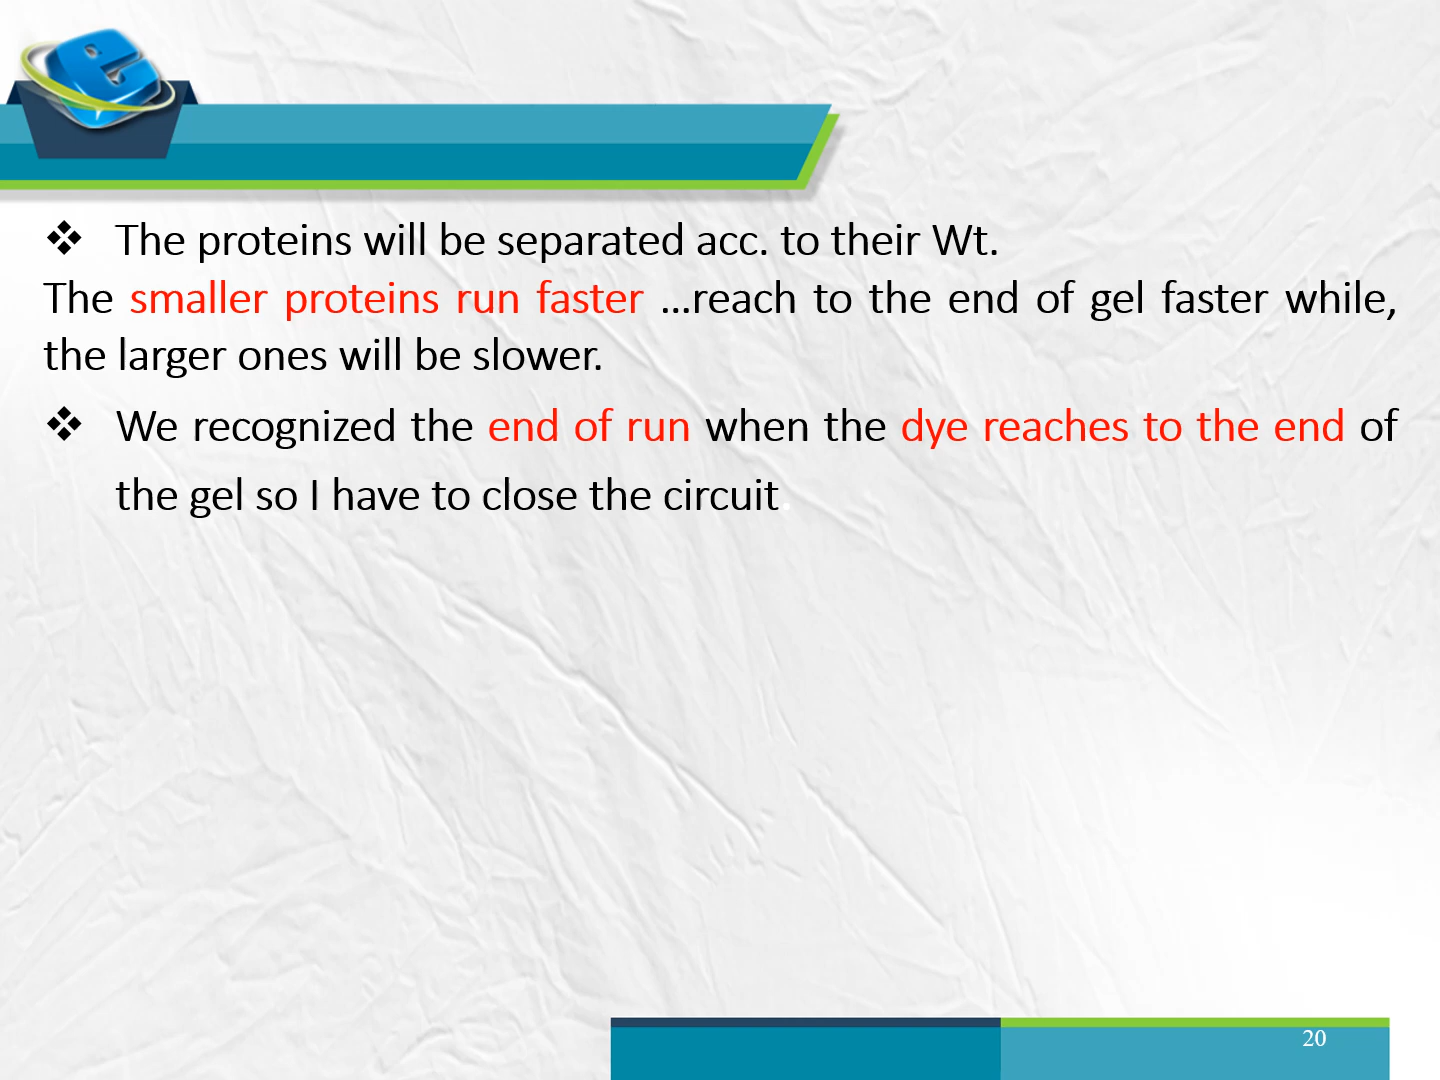 ❖ The proteins will be separated acc. to their Wt.
The smaller proteins run faster ...reach to the end of gel faster while,
the larger ones will be slower.
❖ We recognized the end of run when the dye reaches to the end of
the gel so I have to close the circuit.
20